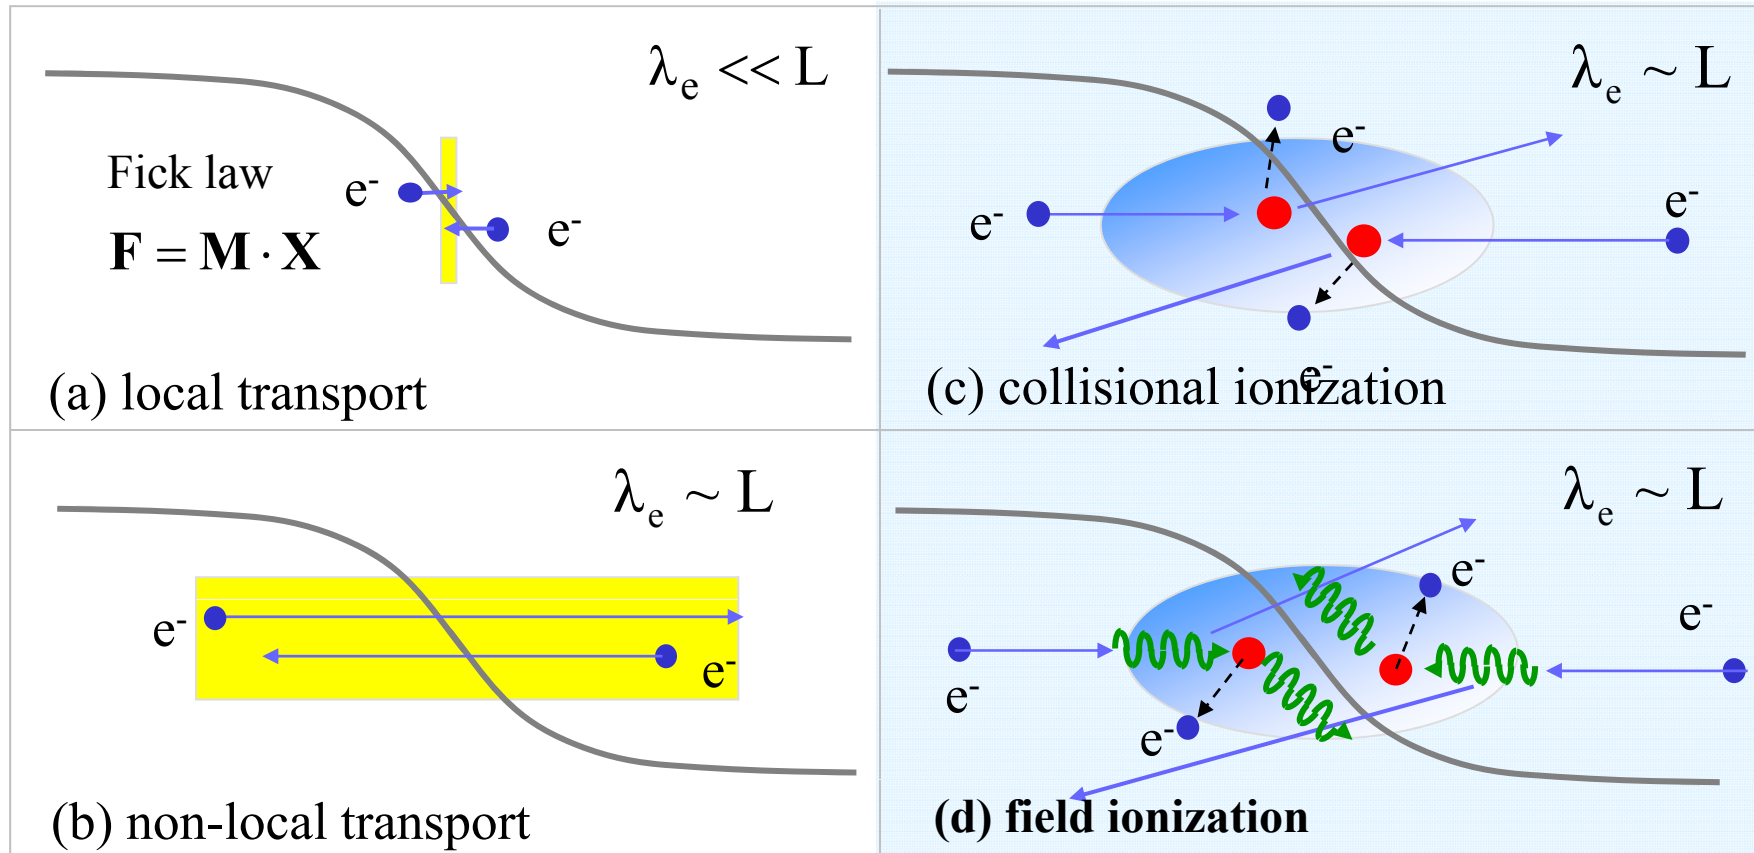 λe << L
Fick law
e-
e-
F = M · X
(a) local transport
λe ~ L
e-
e-
e-
e-
(c) collisional ionization
λe ~ L
e-
e-
(b) non-local transport
λe ~ L
e-
e-
e-
e-
(d) field ionization